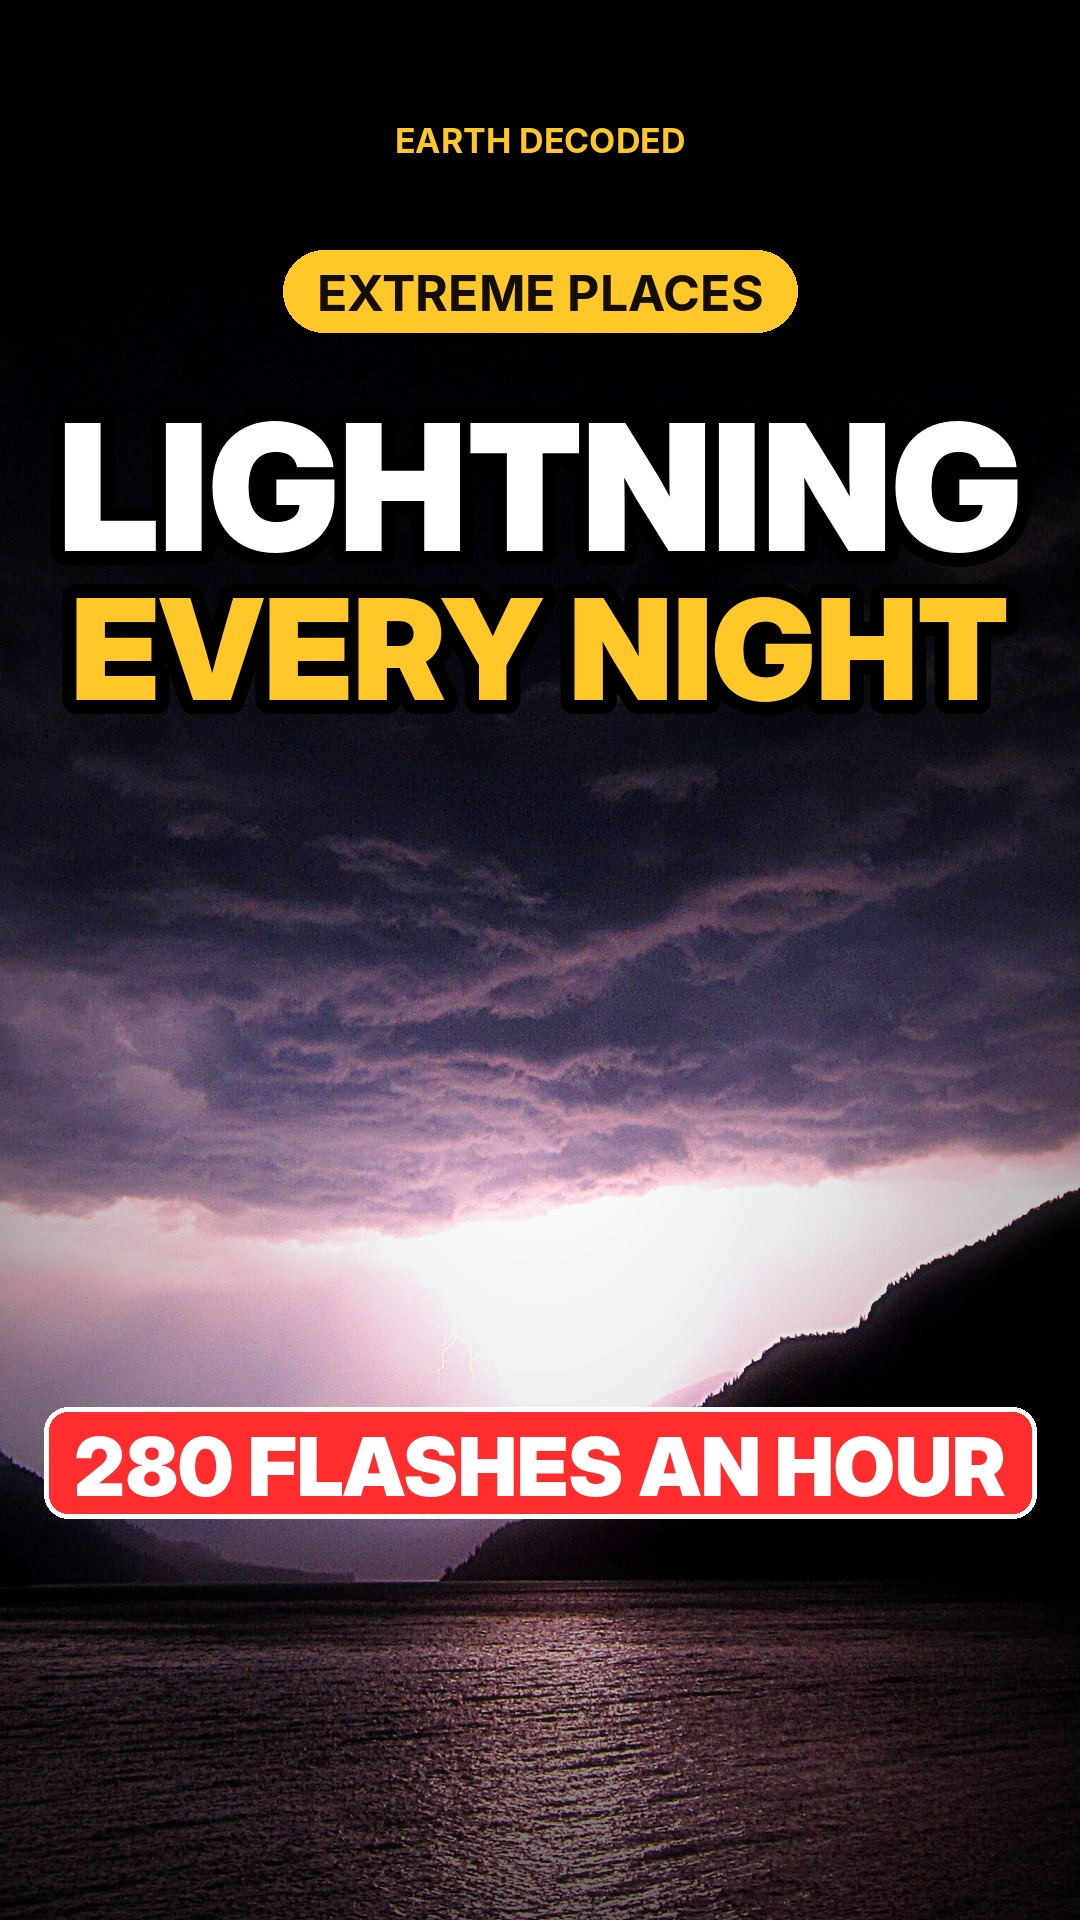 EARTH DECODED
EXTREME PLACES
LIGHTNING
EVERY NIGHT
280 FLASHES AN HOUR